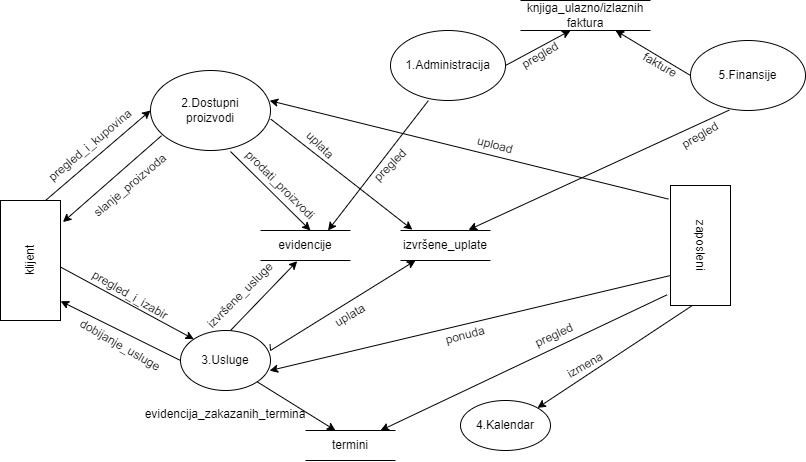 knjiga_ulazno/izlaznih
faktura
1.Administracija
pregled
fakture
5.Finansije
2.Dostupni
proizvodi
pregled_i_kupovina
slanje_proizvoda
uplata
prodati_proizvodi
pregled
upload
pregled
klijent
evidencije
izvršene_uplate
zaposleni
pregled_i_izabir
izvršene_usluge
dobijanje_usluge
uplata
3.Usluge
ponuda
pregled
izmena
evidencija_zakazanih_termina
termini
4.Kalendar